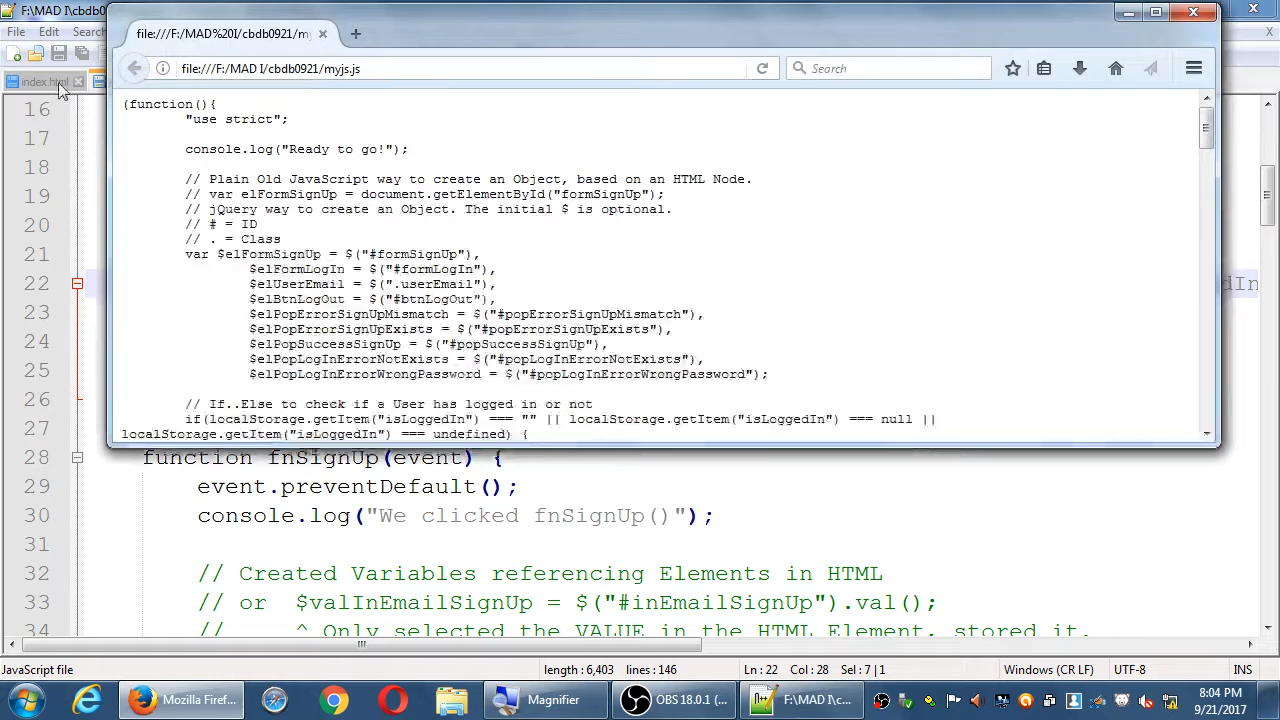 F:\MAD I\cbdb0
File Edit Search
index.html
file:///F:/MAD%20I/cbdb0921/my
file:///F:/MAD I/cbdb0921/myjs.js
Search
(function(){
"use strict";
console.log("Ready to go!");
// Plain Old JavaScript way to create an Object, based on an HTML Node.
// var elFormSignUp = document.getElementById("formSignUp");
// jQuery way to create an Object. The initial $ is optional.
// # = ID
// . = Class
var $elFormSignUp = $("#formSignUp"),
$elFormLogIn = $("#formLogIn"),
$elUserEmail = $(".userEmail"),
$elBtnLogOut = $("#btnLogOut"),
$elPopErrorSignUpMismatch = $("#popErrorSignUpMismatch"),
$elPopErrorSignUpExists = $("#popErrorSignUpExists"),
$elPopSuccessSignUp = $("#popSuccessSignUp"),
$elPopLogInErrorNotExists = $("#popLogInErrorNotExists"),
$elPopLogInErrorWrongPassword = $("#popLogInErrorWrongPassword");
// If..Else to check if a User has logged in or not
if(localStorage.getItem("isLoggedIn") === "" || localStorage.getItem("isLoggedIn") === null ||
localStorage.getItem("isLoggedIn") === undefined) {
16
17
18
19
20
21
22 dIn
23
24
25
26
27
28 function fnSignUp(event) {
29 event.preventDefault();
30 console.log("We clicked fnSignUp()");
31
32 // Created Variables referencing Elements in HTML
33 // or $valInEmailSignUp = $("#inEmailSignUp").val();
34 // ^ Only selected the VALUE in the HTML Element, stored it.
JavaScript file length : 6,403 lines : 146 Ln : 22 Col : 28 Sel : 7 | 1 Windows (CR LF) UTF-8 INS
Mozilla Firef... Magnifier OBS 18.0.1 (... F:\MAD I\c...
8:04 PM
9/21/2017